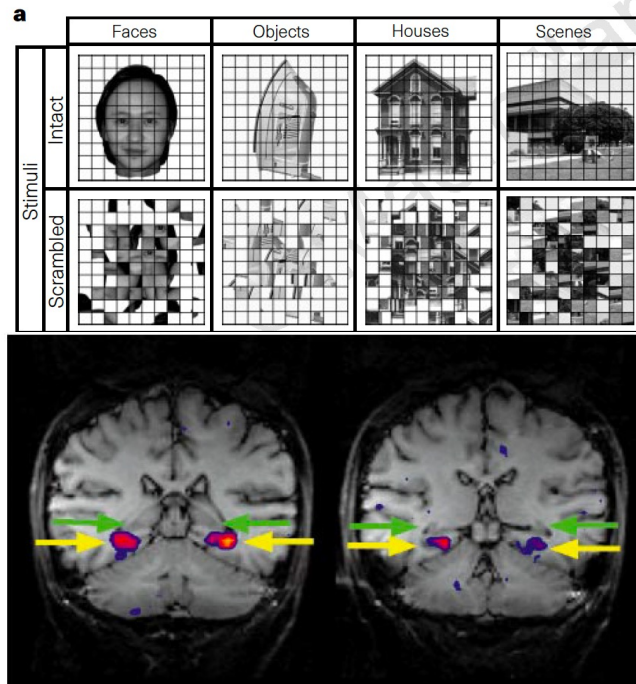 a
Faces Objects Houses Scenes
Stimuli
Intact
Scrambled